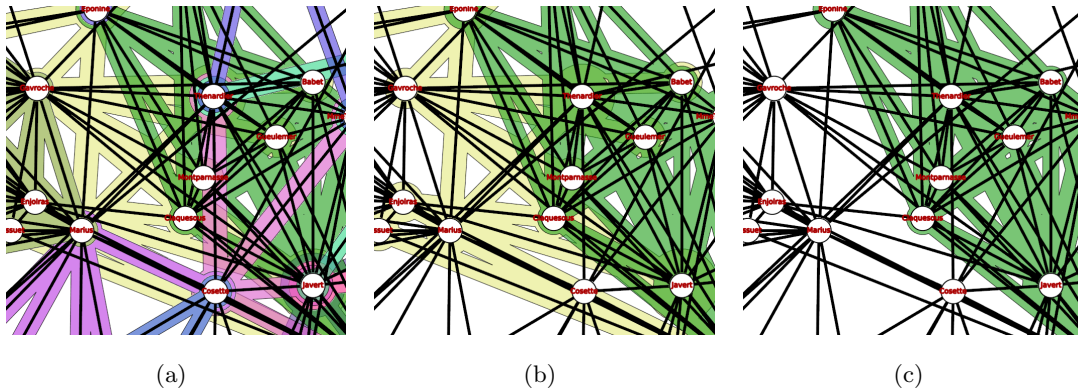 Eponine
Gavroche
Thenardier
Babet
Gueulemer
Montparnasse
Enjolras
Claquesous
Marius
Cosette
Javert
Eponine
Gavroche
Thenardier
Babet
Gueulemer
Montparnasse
Enjolras
Claquesous
Marius
Cosette
Javert
Eponine
Gavroche
Thenardier
Babet
Gueulemer
Montparnasse
Enjolras
Claquesous
Marius
Cosette
Javert
(a) (b) (c)